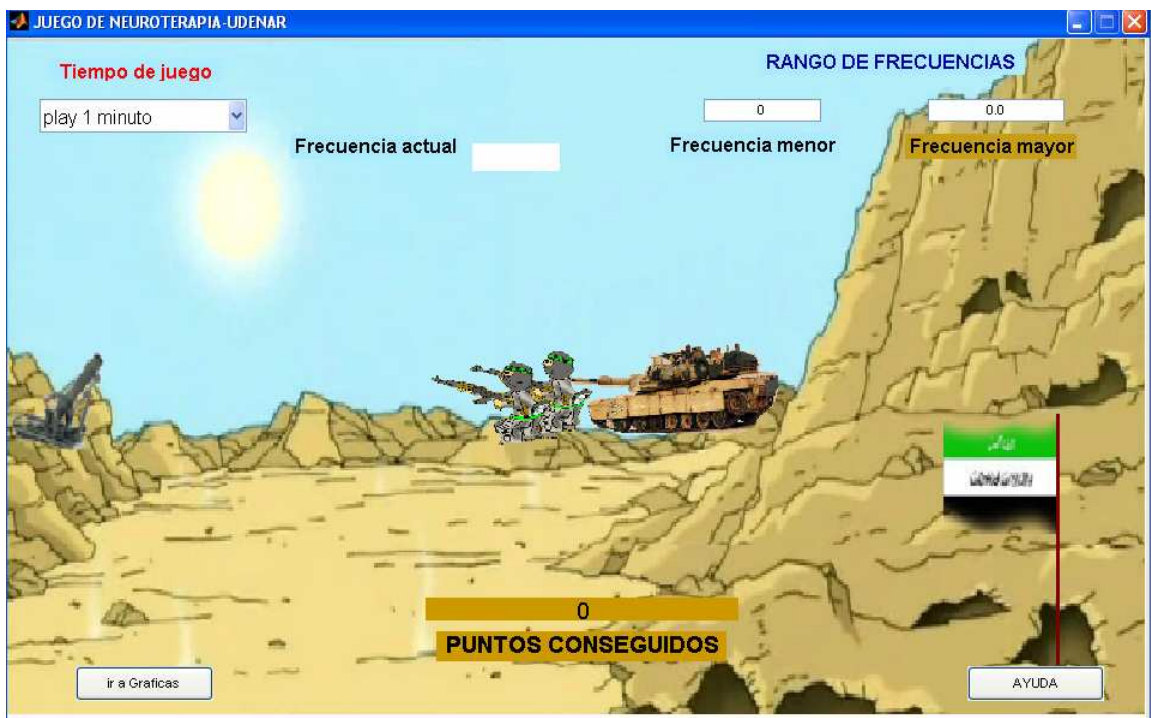 JUEGO DE NEUROTERAPIA-UDENAR
Tiempo de juego
RANGO DE FRECUENCIAS
play 1 minuto
0
0.0
Frecuencia actual
Frecuencia menor
Frecuencia mayor
0
PUNTOS CONSEGUIDOS
ir a Graficas
AYUDA